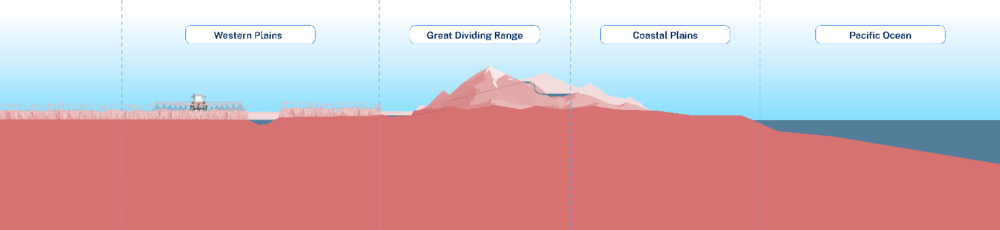 Western Plains
Great Dividing Range
Coastal Plains
Pacific Ocean